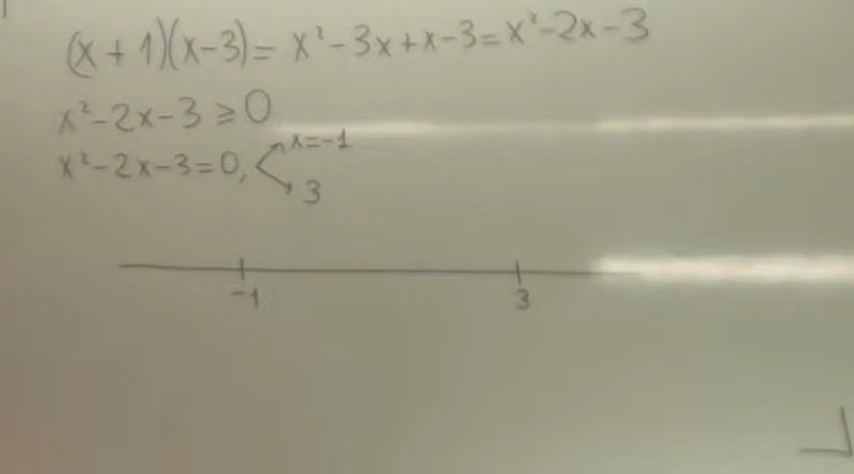 (x + 1)(x-3) = x²-3x+x-3=x²-2x-3
x²-2x-3 ≥ 0
x²-2x-3=0, x=-1
3
-1 3